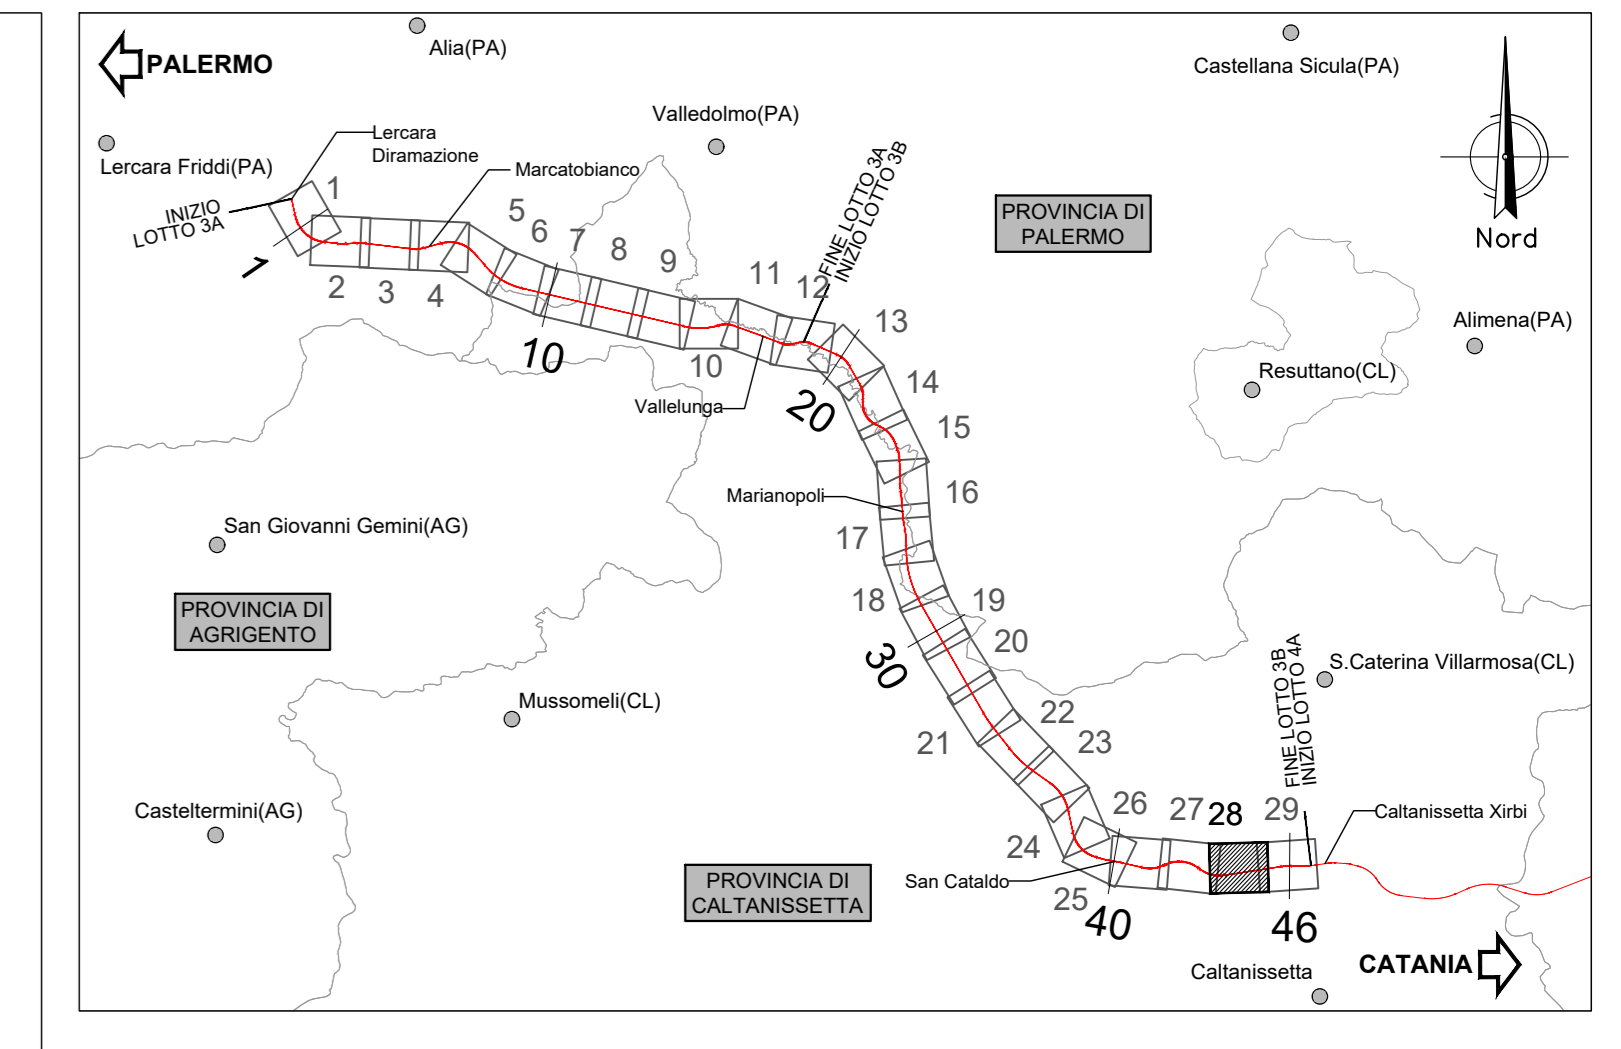 PALERMO
Alia(PA)
Castellana Sicula(PA)
Valledolmo(PA)
Lercara
Diramazione
Lercara Friddi(PA)
Marcatobianco
INIZIO
LOTTO 3A
FINE LOTTO 3A
INIZIO LOTTO 3B
PROVINCIA DI
PALERMO
Nord
1
1
2
3
4
5
6
7
8
9
10
10
11
12
13
Alimena(PA)
Resuttano(CL)
Vallelunga
20
14
15
Marianopoli
16
17
San Giovanni Gemini(AG)
PROVINCIA DI
AGRIGENTO
18
19
20
30
S.Caterina Villarmosa(CL)
FINE LOTTO 3B
INIZIO LOTTO 4A
Mussomeli(CL)
21
22
23
Casteltermini(AG)
24
25
26
27
28
29
Caltanissetta Xirbi
San Cataldo
PROVINCIA DI
CALTANISSETTA
40
46
Caltanissetta
CATANIA